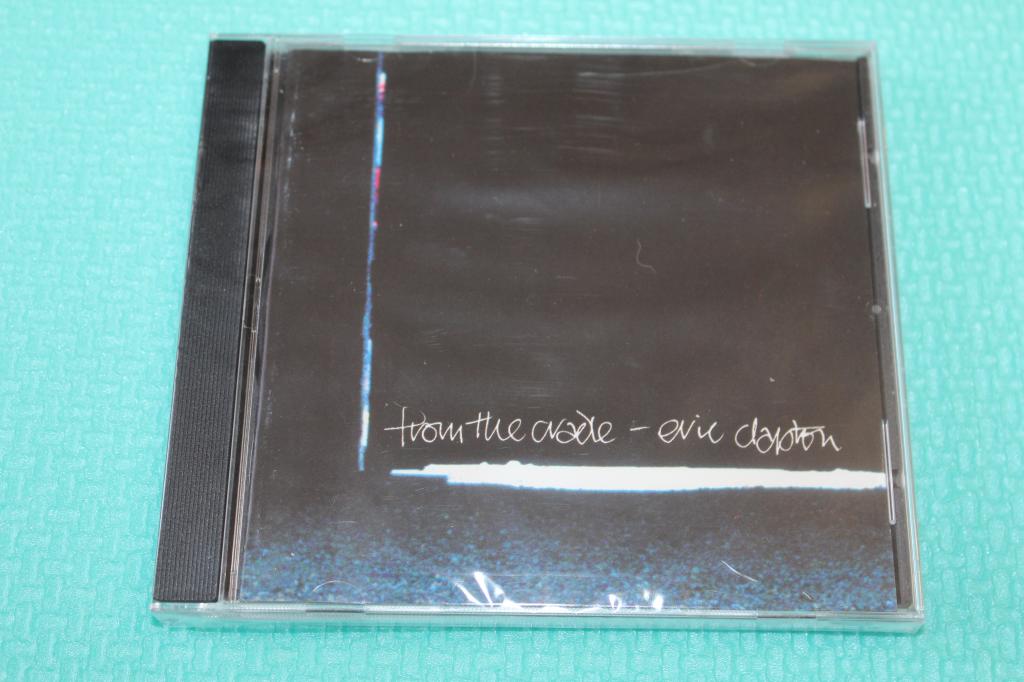 from the cradle - eric clapton